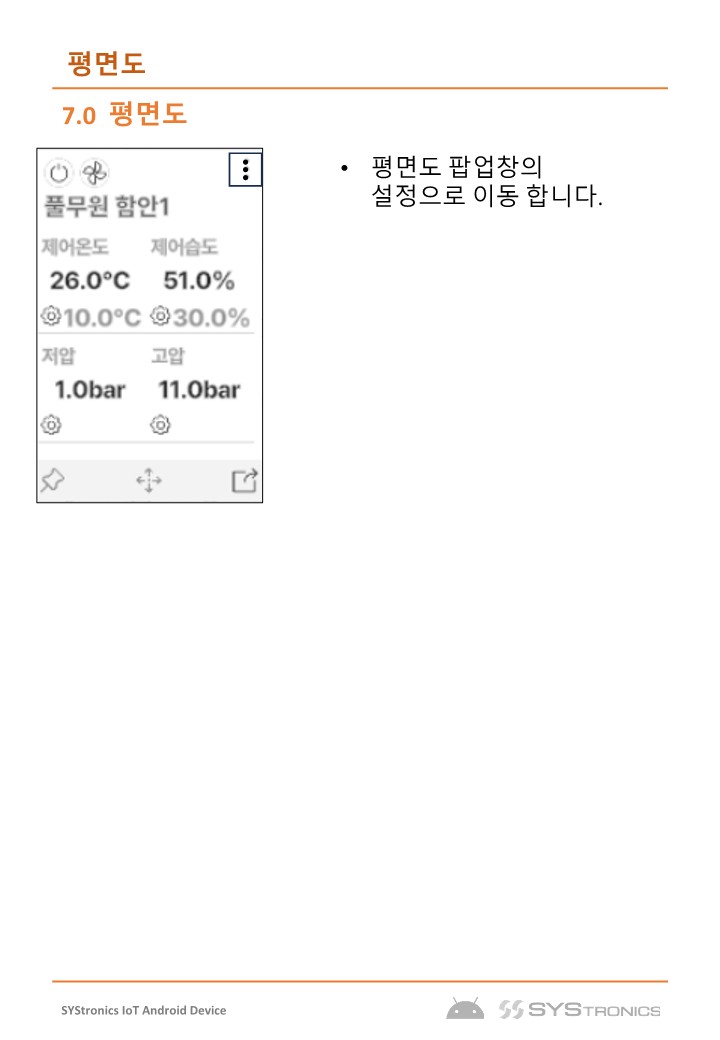 평면도
7.0 평면도
풀무원 함안1
제어온도 제어습도
26.0°C 51.0%
10.0°C 30.0%
저압 고압
1.0bar 11.0bar
• 평면도 팝업창의
설정으로 이동 합니다.
SYStronics IoT Android Device
SYSTRONICS